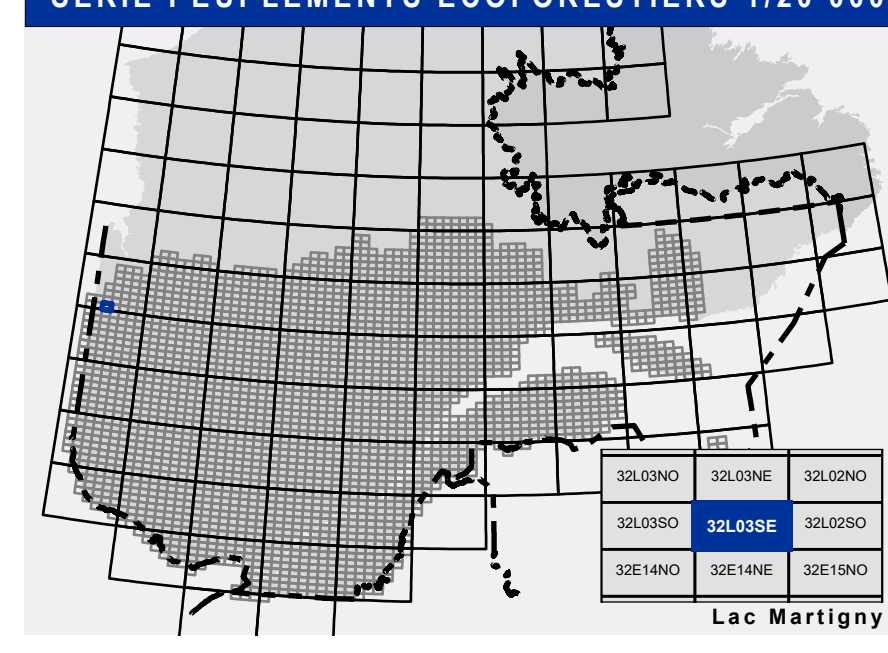 SÉRIE PEUPLEMENTS ÉCOFORESTIERS 1/20 000
32L03NO 32L03NE 32L02NO
32L03SO 32L03SE 32L02SO
32E14NO 32E14NE 32E15NO
Lac Martigny